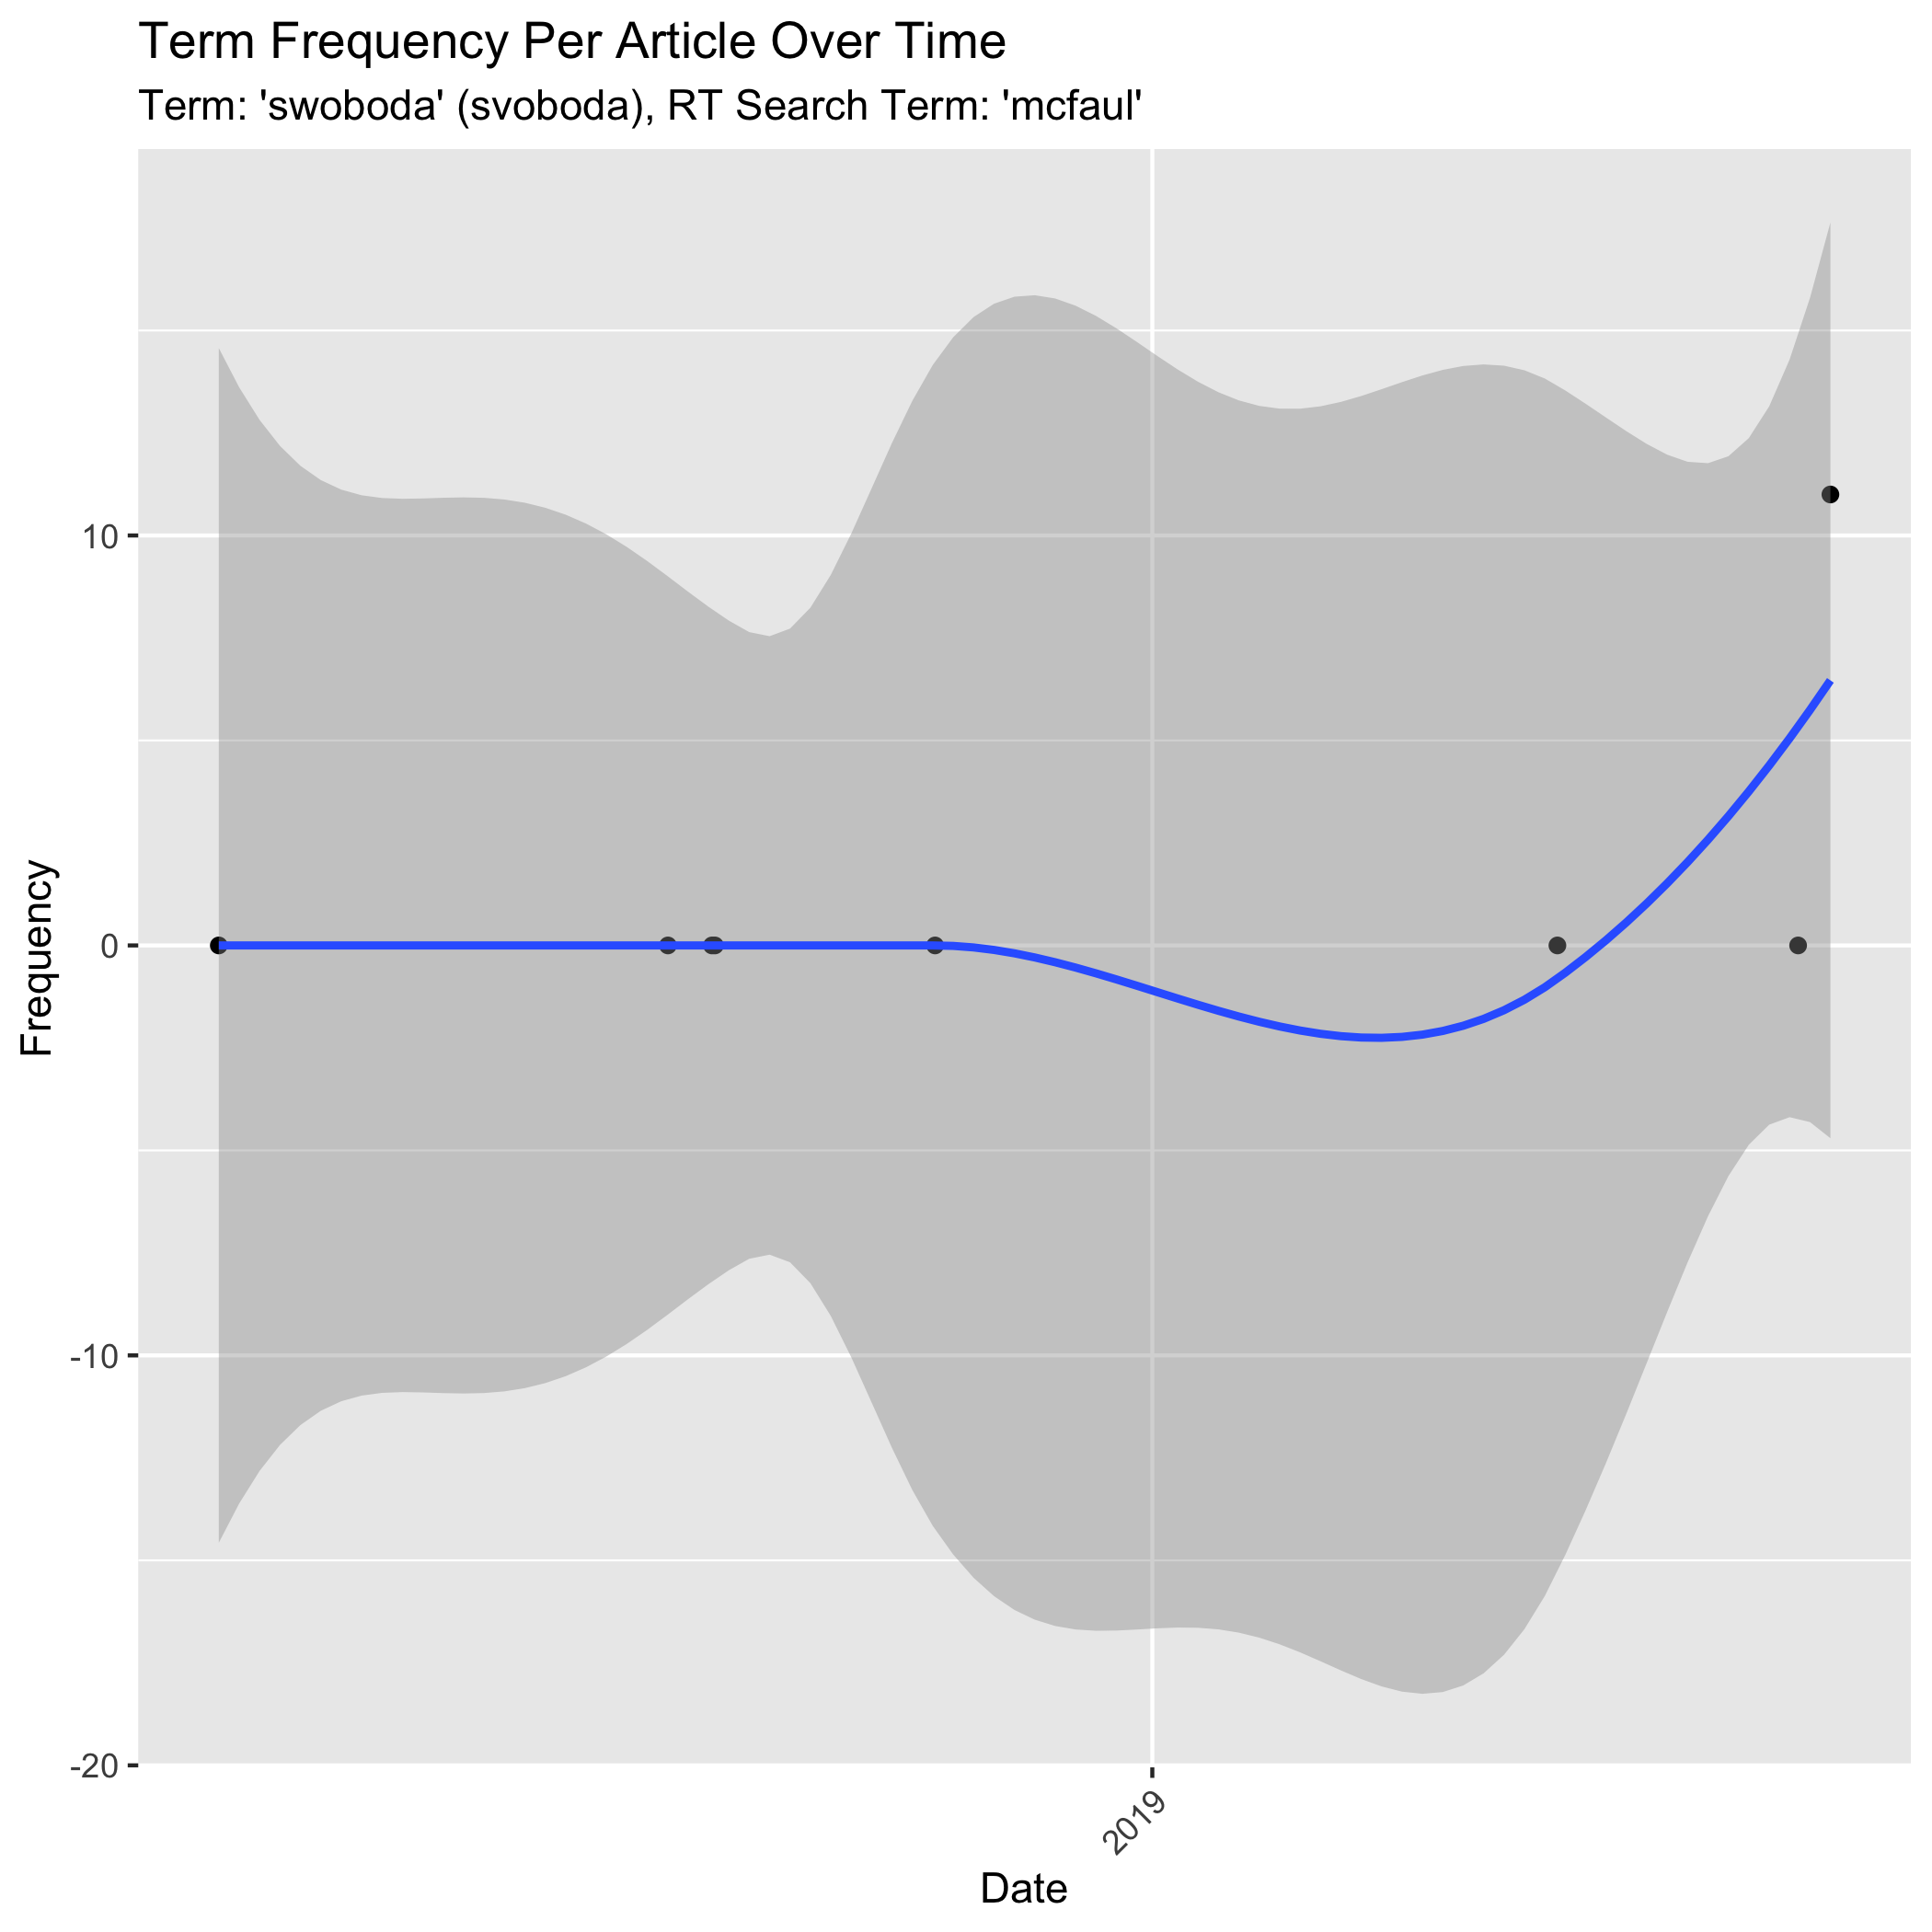 Term Frequency Per Article Over Time
Term: 'swoboda' (svoboda), RT Search Term: 'mcfaul'
Frequency
10
0
-10
-20
2019
Date